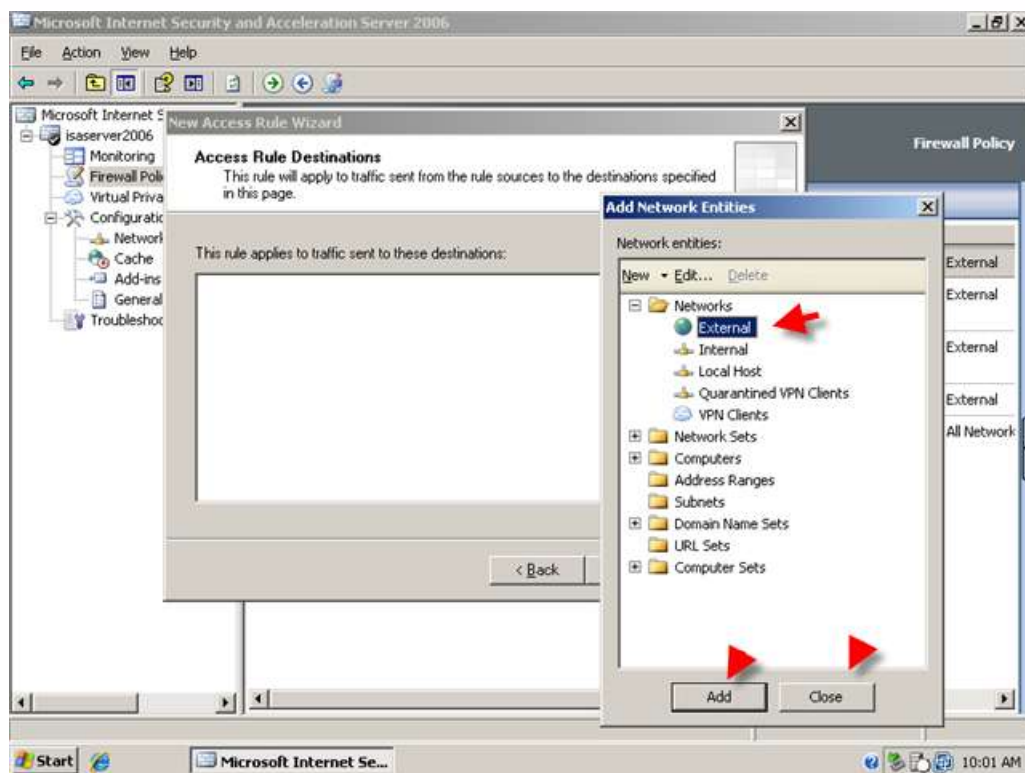 Microsoft Internet Security and Acceleration Server 2006
File Action View Help
Microsoft Internet S
isaserver2006
Monitoring
Firewall Poli
Virtual Priva
Configuratio
Network
Cache
Add-ins
General
Troubleshoo
New Access Rule Wizard
Access Rule Destinations
This rule will apply to traffic sent from the rule sources to the destinations specified
in this page.
This rule applies to traffic sent to these destinations:
< Back
Firewall Policy
External
External
External
External
All Network
Add Network Entities
Network entities:
New Edit... Delete
Networks
External
Internal
Local Host
Quarantined VPN Clients
VPN Clients
Network Sets
Computers
Address Ranges
Subnets
Domain Name Sets
URL Sets
Computer Sets
Add Close
Start Microsoft Internet Se... 10:01 AM